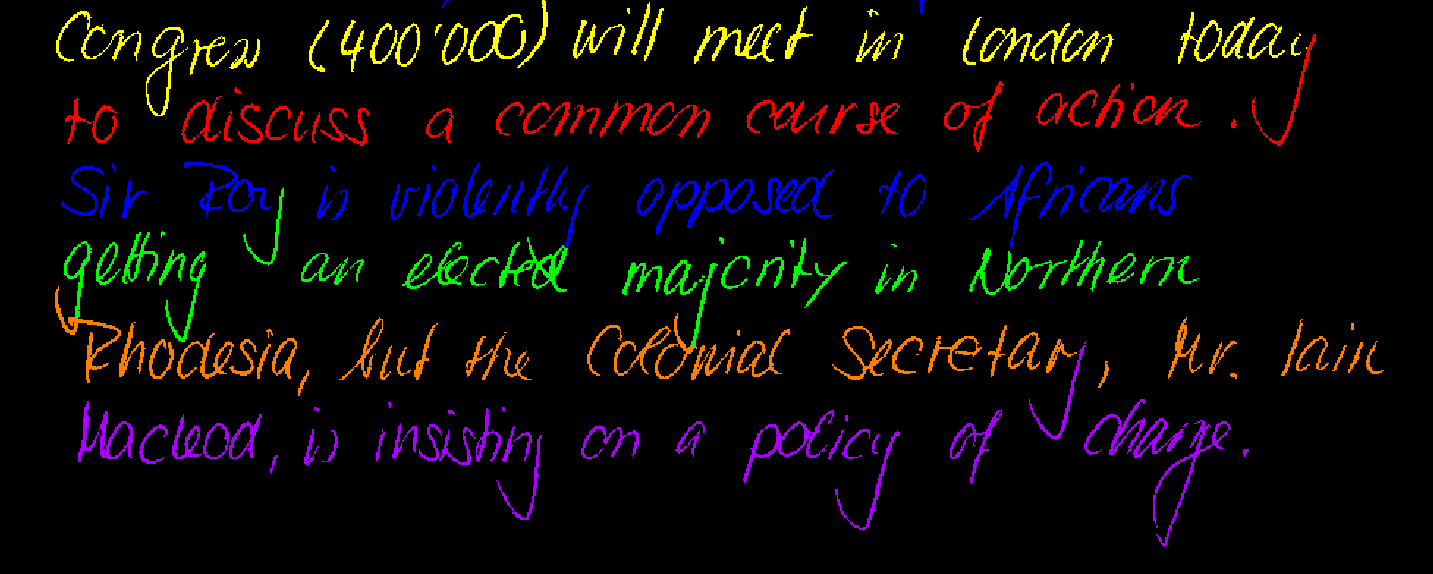 Congress (400'000) will meet in London today
to discuss a common course of action.
Sir Roy is violently opposed to Africans
getting an elected majority in Northern
Rhodesia, but the Colonial Secretary, Mr. Iain
Macleod, is insisting on a policy of change.